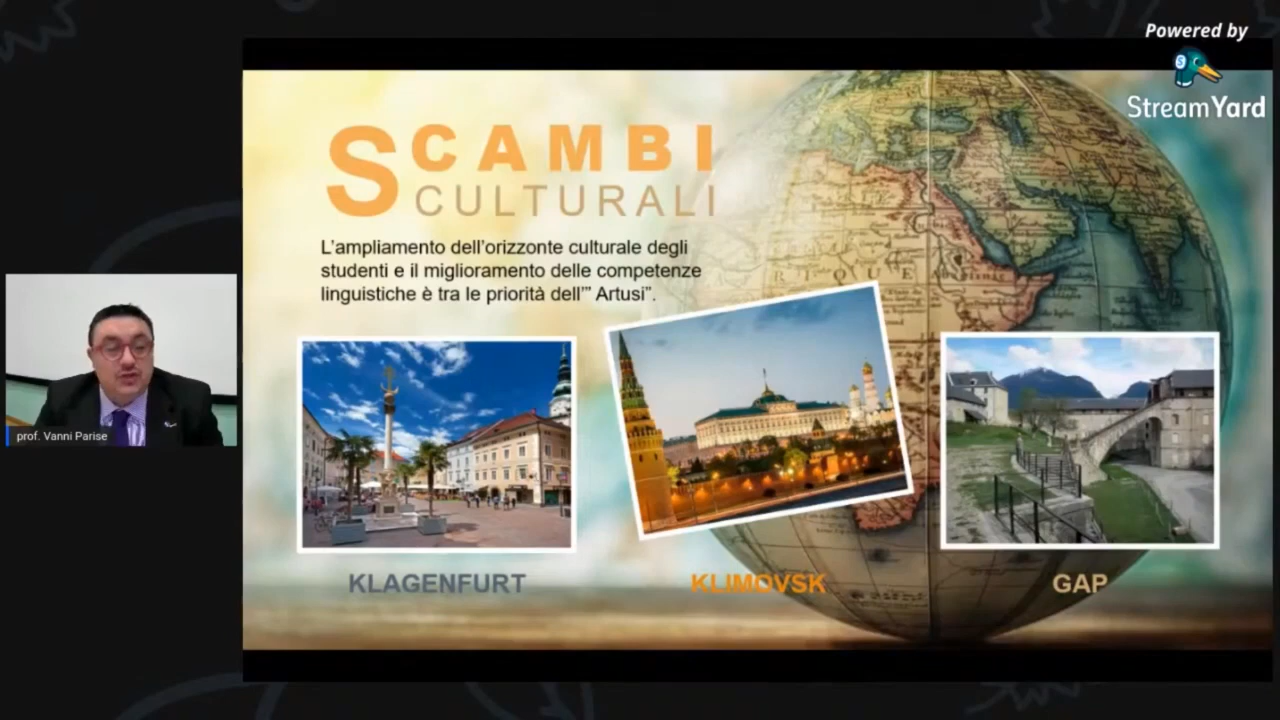 Powered by
StreamYard
SCAMBI
CULTURALI
L'ampliamento dell'orizzonte culturale degli
studenti e il miglioramento delle competenze
linguistiche è tra le priorità dell'" Artusi".
prof. Vanni Parise
KLAGENFURT
KLIMOVSK
GAP